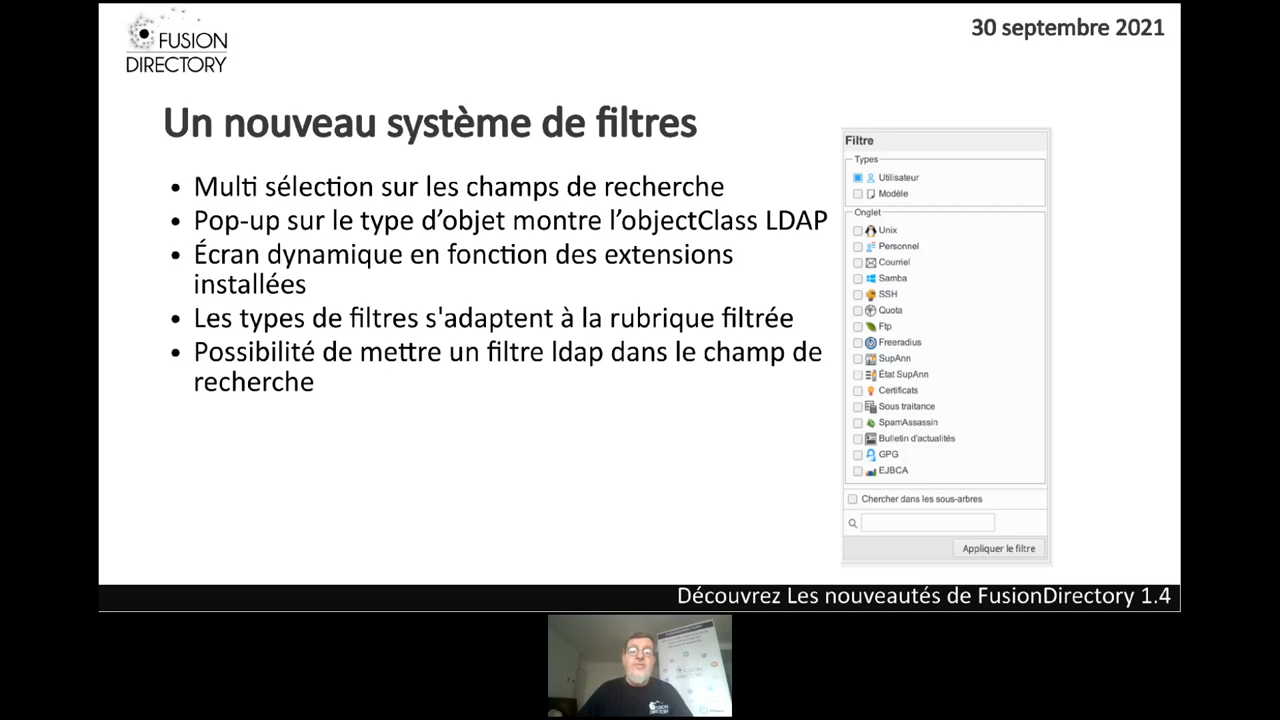 FUSION
DIRECTORY
30 septembre 2021
Un nouveau système de filtres
• Multi sélection sur les champs de recherche
• Pop-up sur le type d’objet montre l’objectClass LDAP
• Écran dynamique en fonction des extensions
installées
• Les types de filtres s'adaptent à la rubrique filtrée
• Possibilité de mettre un filtre ldap dans le champ de
recherche
Filtre
Types
Utilisateur
Modèle
Onglet
Unix
Personnel
Courriel
Samba
SSH
Quota
Ftp
Freeradius
SupAnn
État SupAnn
Certificats
Sous traitance
SpamAssassin
Bulletin d'actualités
GPG
EJBCA
Chercher dans les sous-arbres
Appliquer le filtre
Découvrez Les nouveautés de FusionDirectory 1.4
FUSION
DIRECTORY
FUSION
DIRECTORY